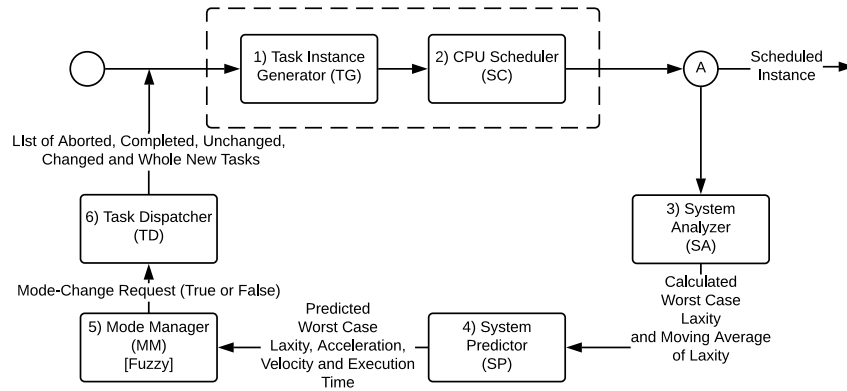 1) Task Instance
Generator (TG)
2) CPU Scheduler
(SC)
A
Scheduled
Instance
LIst of Aborted, Completed, Unchanged,
Changed and Whole New Tasks
6) Task Dispatcher
(TD)
3) System
Analyzer
(SA)
Mode-Change Request (True or False)
Calculated
Worst Case
Laxity
and Moving Average
of Laxity
5) Mode Manager
(MM)
[Fuzzy]
Predicted
Worst Case
Laxity, Acceleration,
Velocity and Execution
Time
4) System
Predictor
(SP)